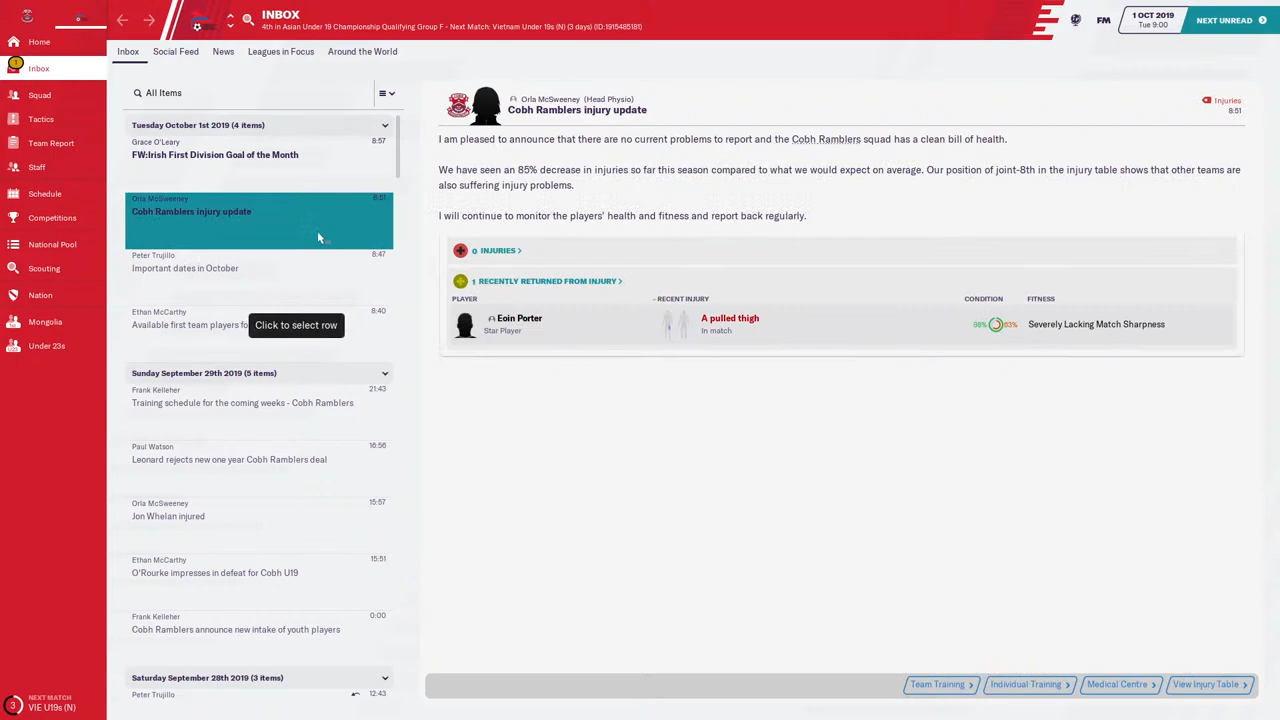 INBOX
4th in Asian Under 19 Championship Qualifying Group F - Next Match: Vietnam Under 19s (N) (3 days) (ID:1915485181)
FM
1 OCT 2019
Tue 9:00
NEXT UNREAD
Home
Inbox
Squad
Tactics
Team Report
Staff
Schedule
Competitions
National Pool
Scouting
Nation
Mongolia
Under 23s
3
NEXT MATCH
VIE U19s (N)
Inbox Social Feed News Leagues in Focus Around the World
All Items
Tuesday October 1st 2019 (4 items)
Grace O'Leary 8:57
FW:Irish First Division Goal of the Month
Orla McSweeney 8:51
Cobh Ramblers injury update
Peter Trujillo 8:47
Important dates in October
Ethan McCarthy 8:40
Available first team players fo
Click to select row
Sunday September 29th 2019 (5 items)
Frank Kelleher 21:43
Training schedule for the coming weeks - Cobh Ramblers
Paul Watson 16:56
Leonard rejects new one year Cobh Ramblers deal
Orla McSweeney 15:57
Jon Whelan injured
Ethan McCarthy 15:51
O'Rourke impresses in defeat for Cobh U19
Frank Kelleher 0:00
Cobh Ramblers announce new intake of youth players
Saturday September 28th 2019 (3 items)
Peter Trujillo 12:43
Orla McSweeney (Head Physio)
Cobh Ramblers injury update
Injuries
8:51
I am pleased to announce that there are no current problems to report and the Cobh Ramblers squad has a clean bill of health.
We have seen an 85% decrease in injuries so far this season compared to what we would expect on average. Our position of joint-8th in the injury table shows that other teams are
also suffering injury problems.
I will continue to monitor the players' health and fitness and report back regularly.
0 INJURIES
1 RECENTLY RETURNED FROM INJURY
PLAYER RECENT INJURY CONDITION FITNESS
Eoin Porter A pulled thigh 98% 63% Severely Lacking Match Sharpness
Star Player In match
Team Training Individual Training Medical Centre View Injury Table